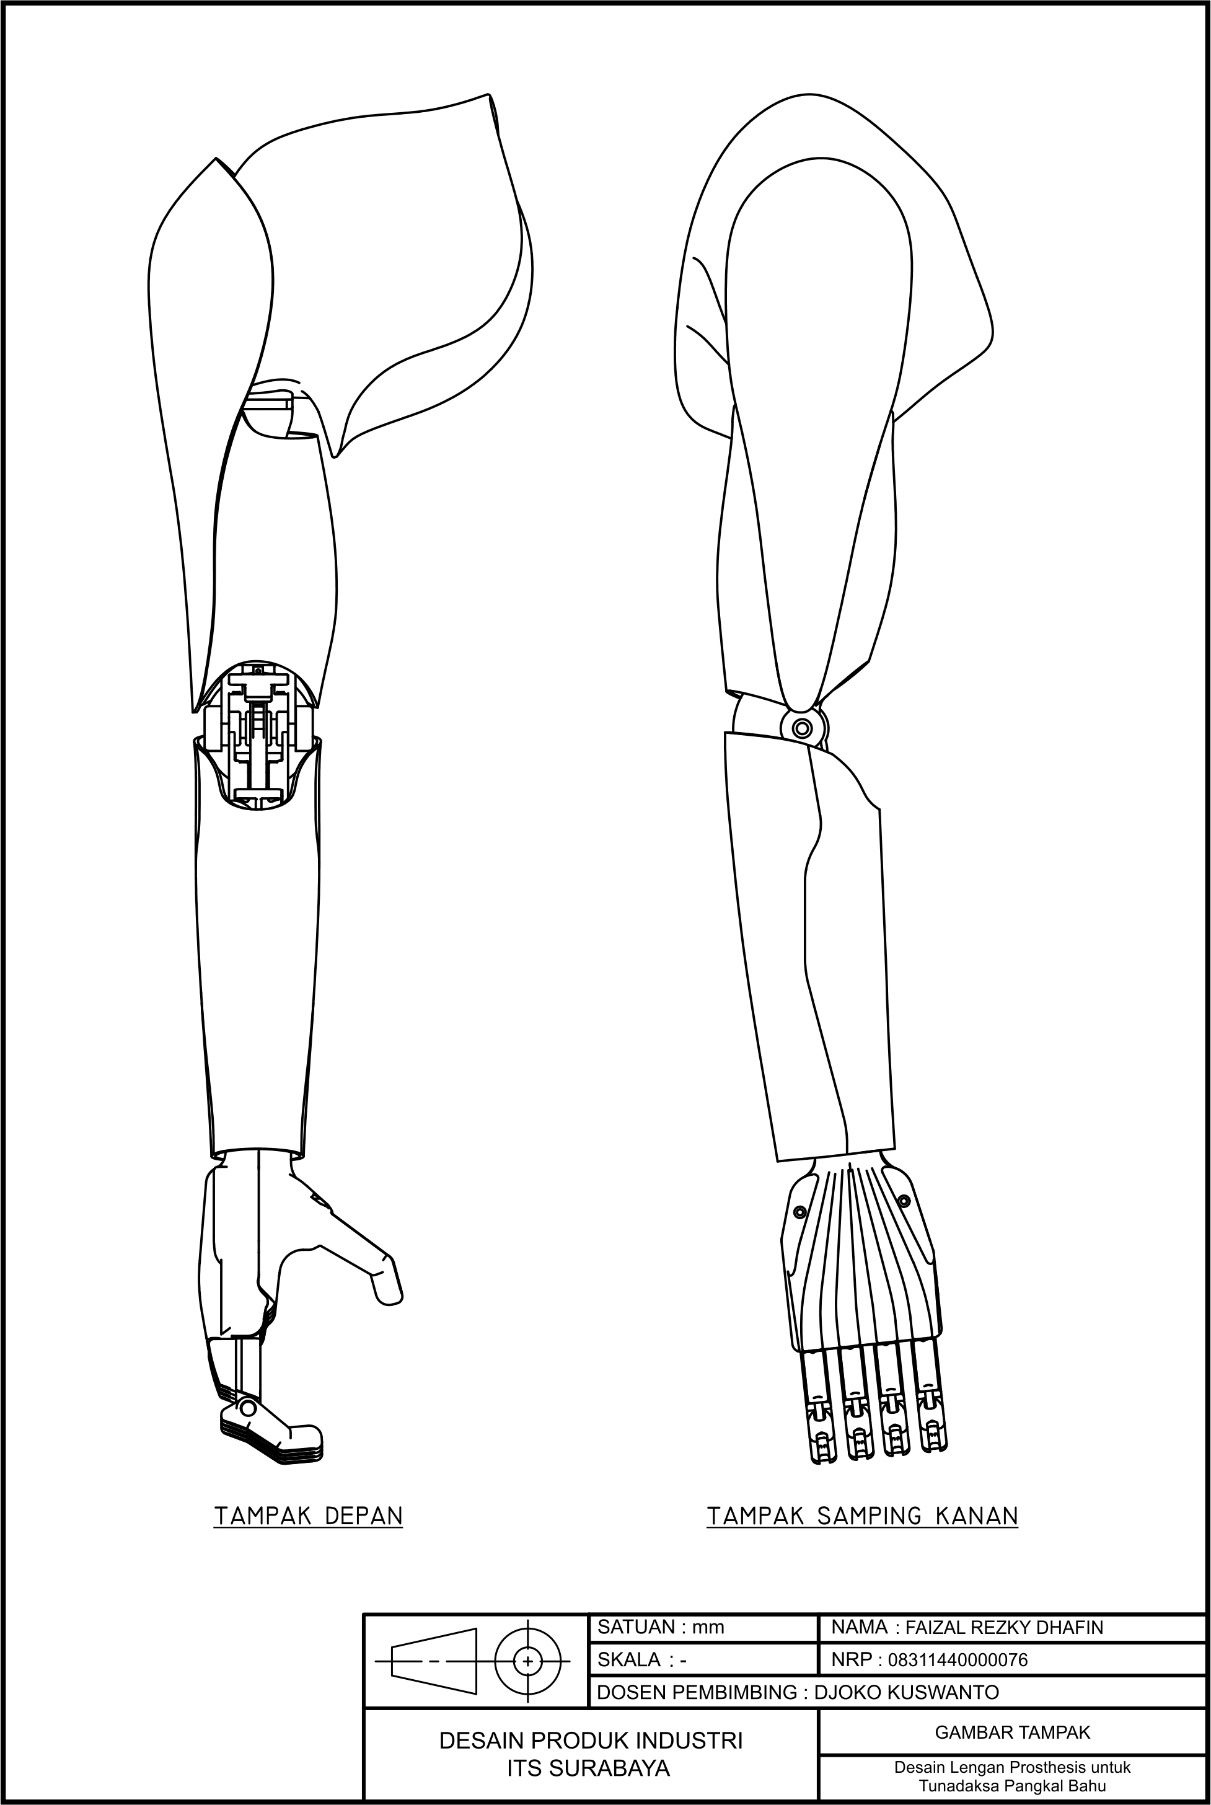 TAMPAK DEPAN
TAMPAK SAMPING KANAN
SATUAN : mm
NAMA : FAIZAL REZKY DHAFIN
SKALA : -
NRP : 08311440000076
DOSEN PEMBIMBING : DJOKO KUSWANTO
DESAIN PRODUK INDUSTRI
ITS SURABAYA
GAMBAR TAMPAK
Desain Lengan Prosthesis untuk
Tunadaksa Pangkal Bahu